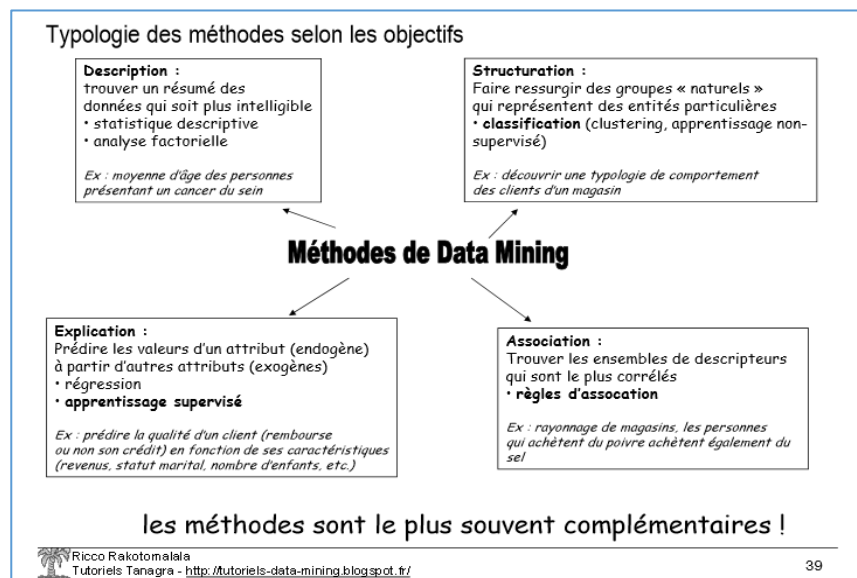 Typologie des méthodes selon les objectifs
Description :
trouver un résumé des
données qui soit plus intelligible
• statistique descriptive
• analyse factorielle
Ex : moyenne d'âge des personnes
présentant un cancer du sein
Structuration :
Faire ressurgir des groupes « naturels »
qui représentent des entités particulières
• classification (clustering, apprentissage non-
supervisé)
Ex : découvrir une typologie de comportement
des clients d'un magasin
Méthodes de Data Mining
Explication :
Prédire les valeurs d'un attribut (endogène)
à partir d'autres attributs (exogènes)
• régression
• apprentissage supervisé
Ex : prédire la qualité d'un client (rembourse
ou non son crédit) en fonction de ses caractéristiques
(revenus, statut marital, nombre d'enfants, etc.)
Association :
Trouver les ensembles de descripteurs
qui sont le plus corrélés
• règles d'assocation
Ex : rayonnage de magasins, les personnes
qui achètent du poivre achètent également du
sel
les méthodes sont le plus souvent complémentaires !
Ricco Rakotomalala
Tutoriels Tanagra - http://tutoriels-data-mining.blogspot.fr/
39